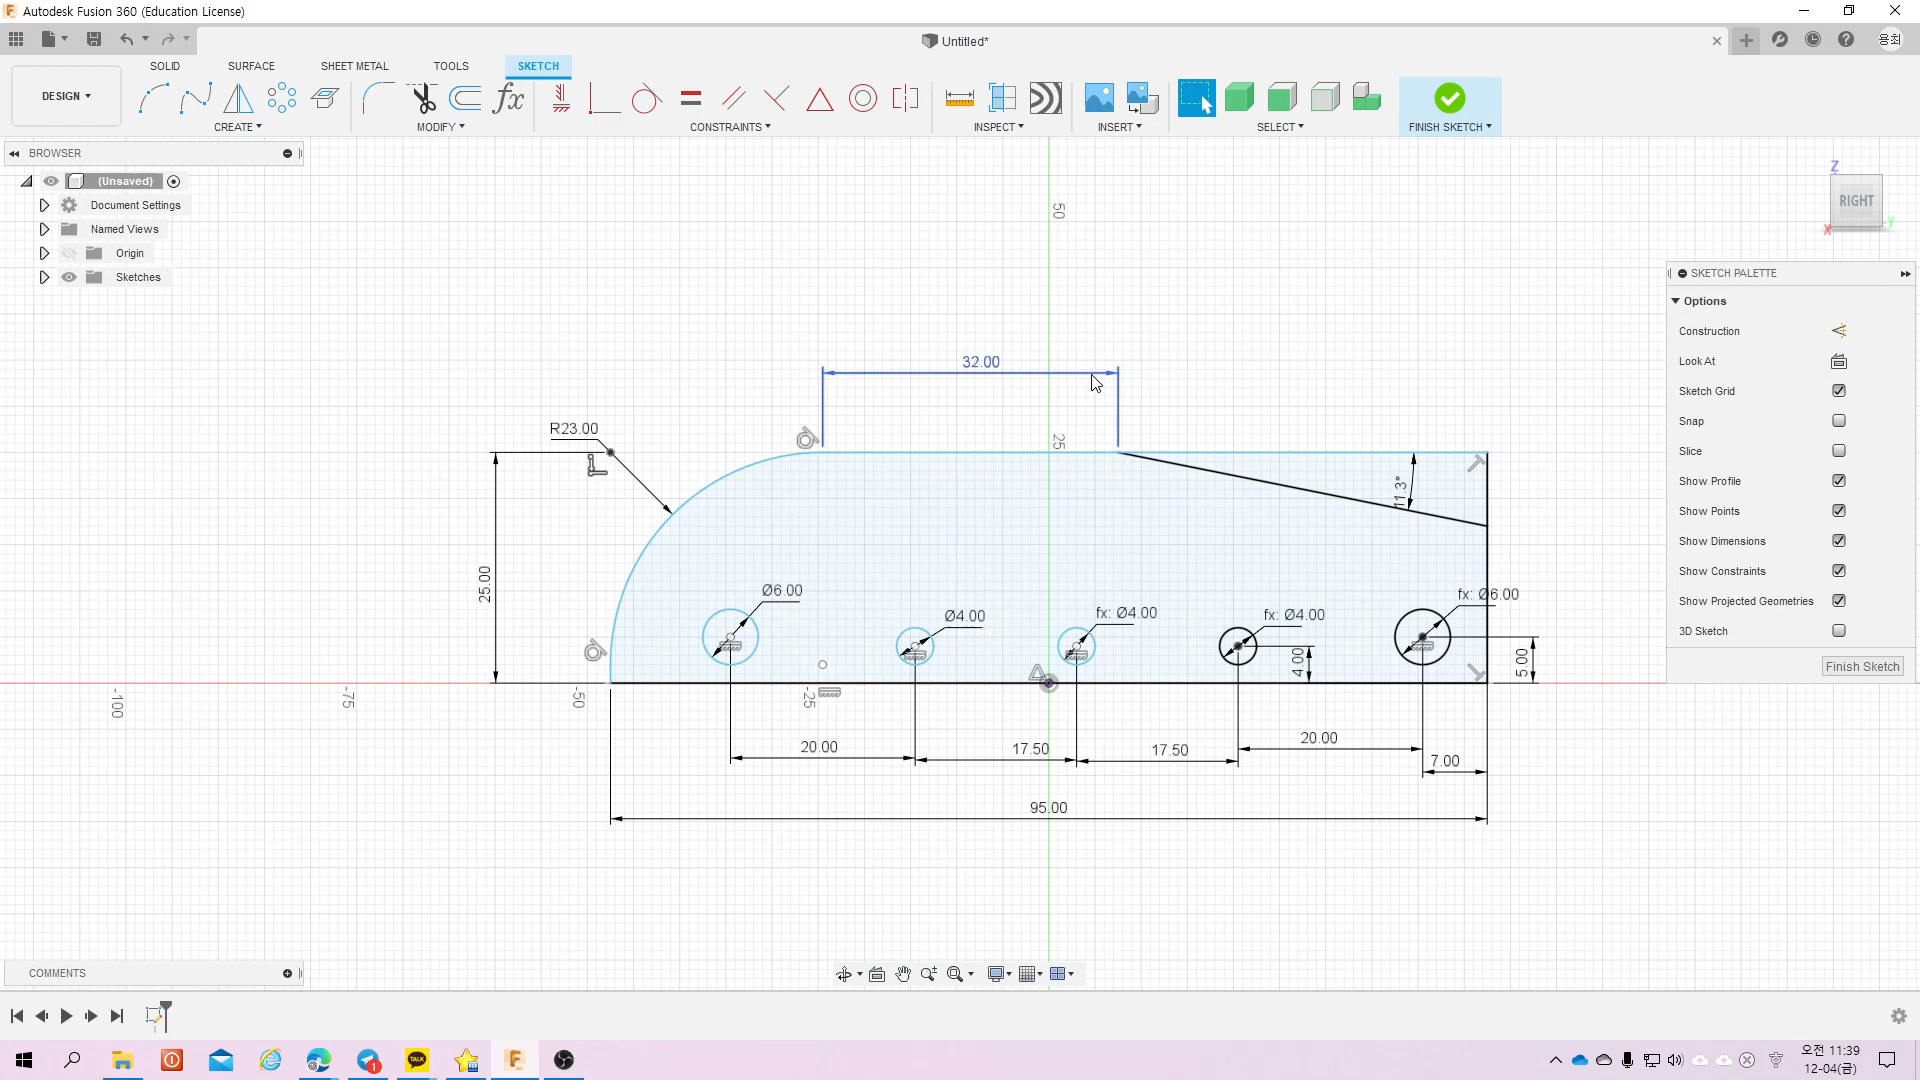 Autodesk Fusion 360 (Education License)
Untitled*
용최
SOLID
SURFACE
SHEET METAL
TOOLS
SKETCH
DESIGN
fx
CREATE
MODIFY
CONSTRAINTS
INSPECT
INSERT
SELECT
FINISH SKETCH
BROWSER
(Unsaved)
Document Settings
Named Views
Origin
Sketches
Z
RIGHT
X
Y
SKETCH PALETTE
Options
Construction
Look At
Sketch Grid
Snap
Slice
Show Profile
Show Points
Show Dimensions
Show Constraints
Show Projected Geometries
3D Sketch
Finish Sketch
50
32.00
R23.00
25
11.3°
25.00
Ø6.00
Ø4.00
fx: Ø4.00
fx: Ø4.00
fx: Ø6.00
4.00
5.00
-100
-75
-50
-25
20.00
17.50
17.50
20.00
7.00
95.00
COMMENTS
TALK
1
오전 11:39
12-04(금)